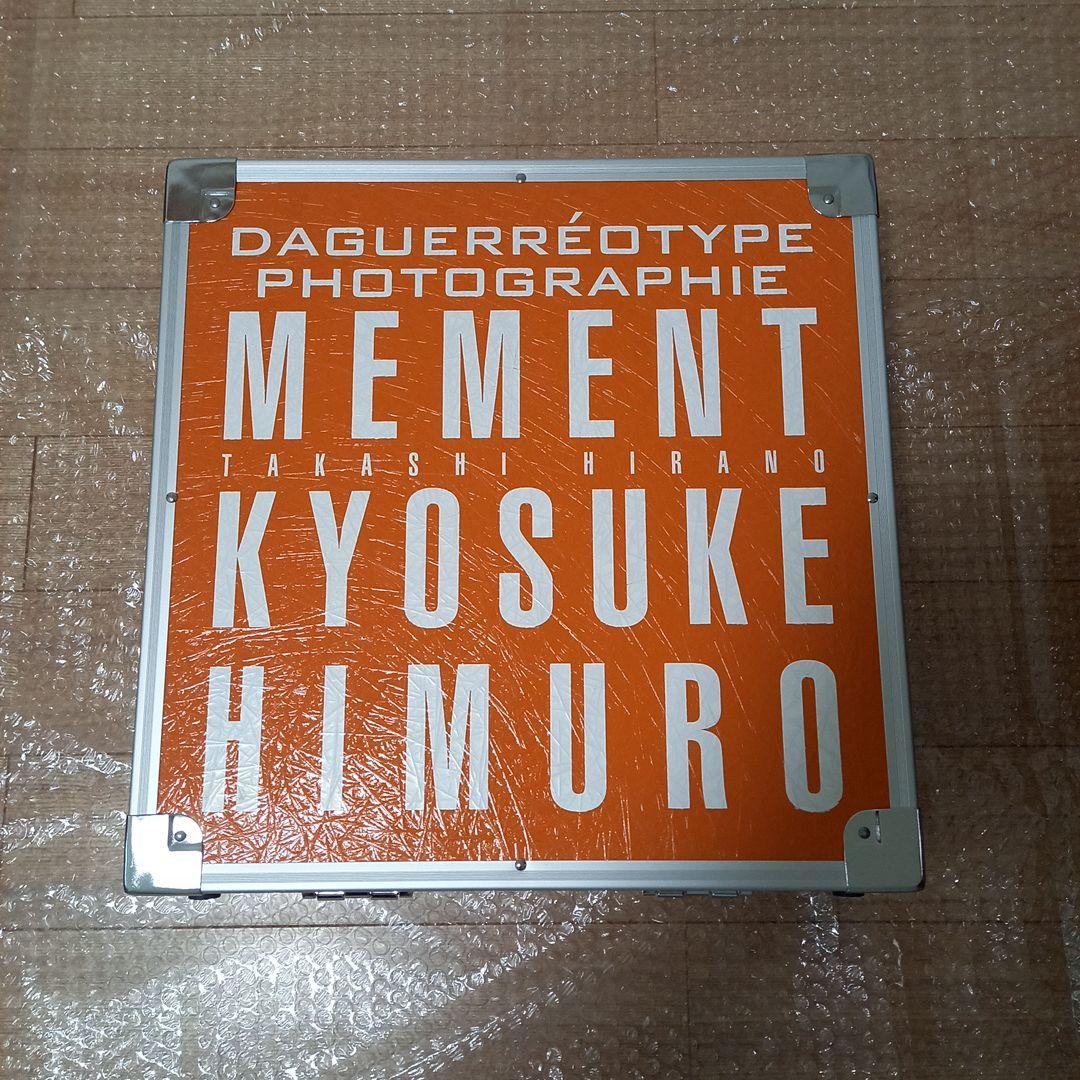 DAGUERRÉOTYPE
PHOTOGRAPHIE
MEMENT
TAKASHI HIRANO
KYOSUKE
HIMURO